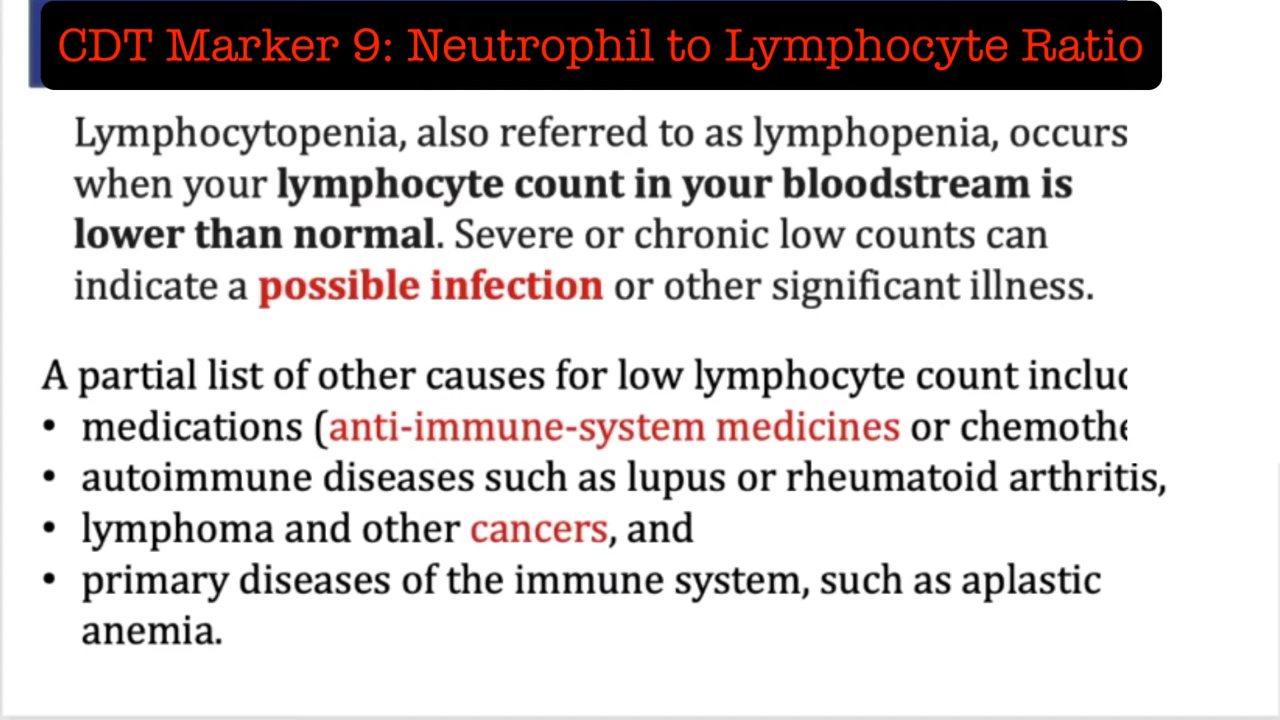 CDT Marker 9: Neutrophil to Lymphocyte Ratio
Lymphocytopenia, also referred to as lymphopenia, occurs
when your lymphocyte count in your bloodstream is
lower than normal. Severe or chronic low counts can
indicate a possible infection or other significant illness.
A partial list of other causes for low lymphocyte count
• medications (anti-immune-system medicines or
• autoimmune diseases such as lupus or rheumatoid arthritis,
• lymphoma and other cancers, and
• primary diseases of the immune system, such as aplastic
anemia.